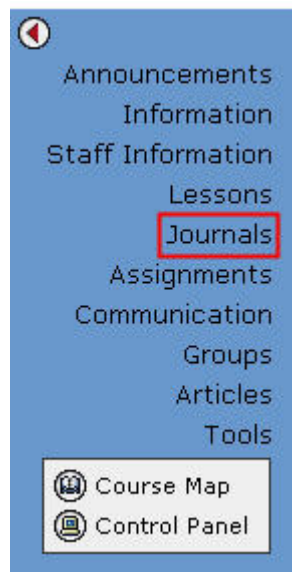 Announcements
Information
Staff Information
Lessons
Journals
Assignments
Communication
Groups
Articles
Tools
Course Map
Control Panel